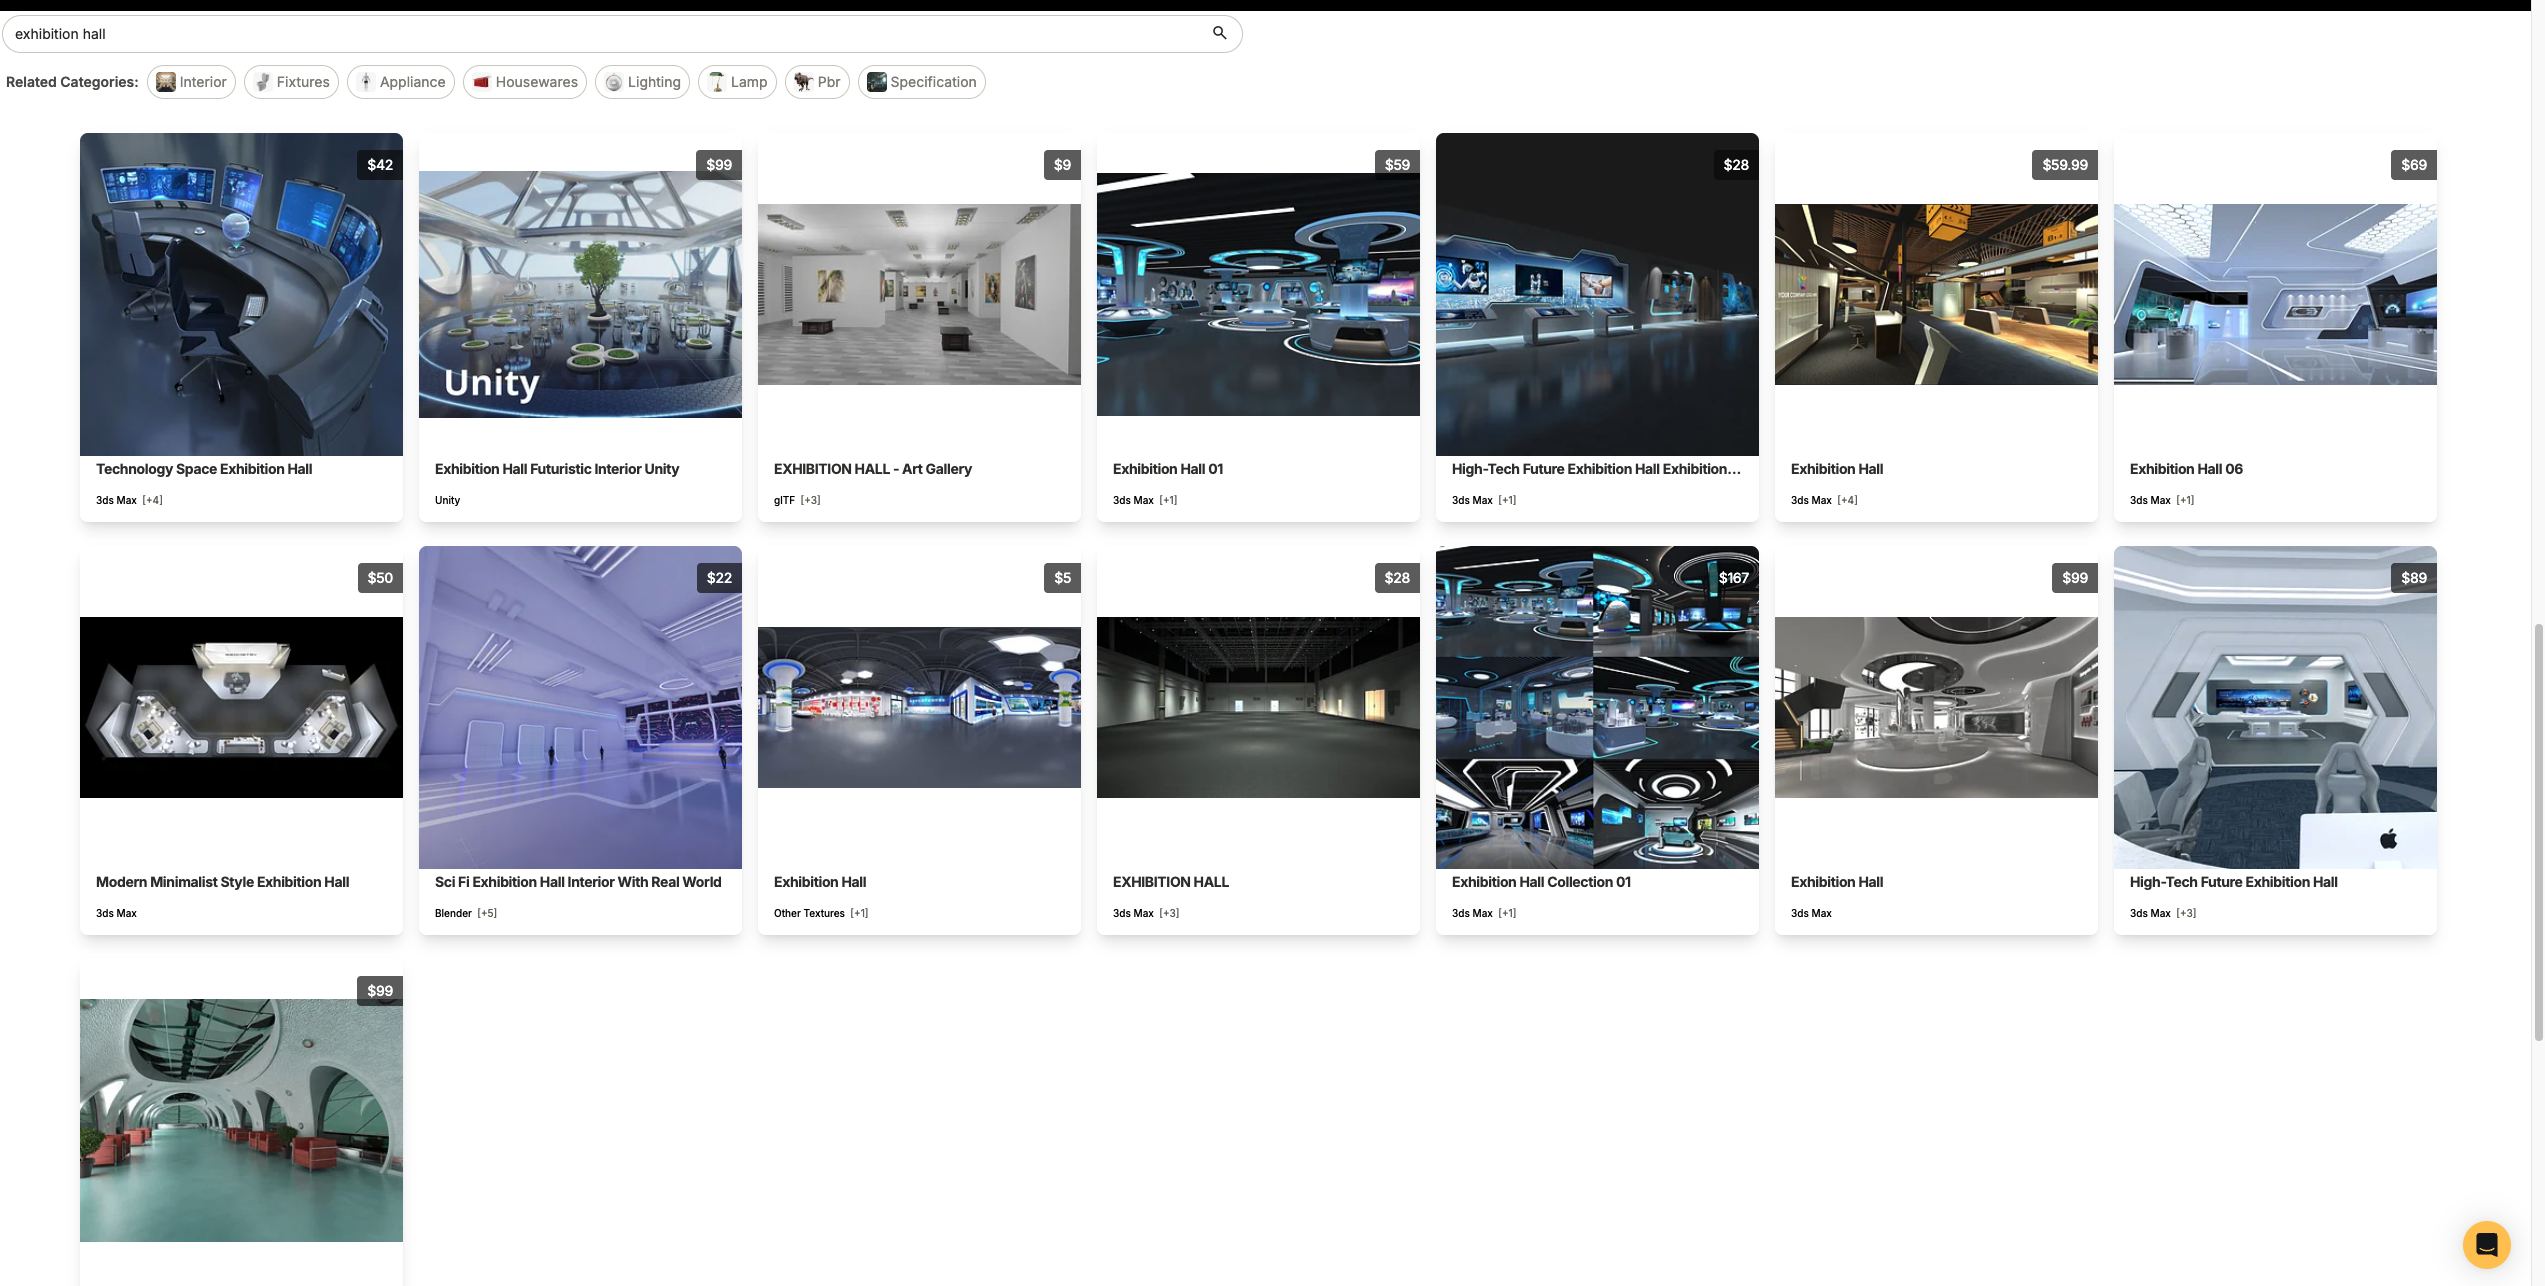 exhibition hall
Related Categories: Interior Fixtures Appliance Housewares Lighting Lamp Pbr Specification
$42
$99
$9
$59
$28
$59.99
$69
Unity
Technology Space Exhibition Hall
3ds Max [+4]
Exhibition Hall Futuristic Interior Unity
Unity
EXHIBITION HALL - Art Gallery
glTF [+3]
Exhibition Hall 01
3ds Max [+1]
High-Tech Future Exhibition Hall Exhibition...
3ds Max [+1]
Exhibition Hall
3ds Max [+4]
Exhibition Hall 06
3ds Max [+1]
$50
$22
$5
$28
$167
$99
$89
Modern Minimalist Style Exhibition Hall
3ds Max
Sci Fi Exhibition Hall Interior With Real World
Blender [+5]
Exhibition Hall
Other Textures [+1]
EXHIBITION HALL
3ds Max [+3]
Exhibition Hall Collection 01
3ds Max [+1]
Exhibition Hall
3ds Max
High-Tech Future Exhibition Hall
3ds Max [+3]
$99